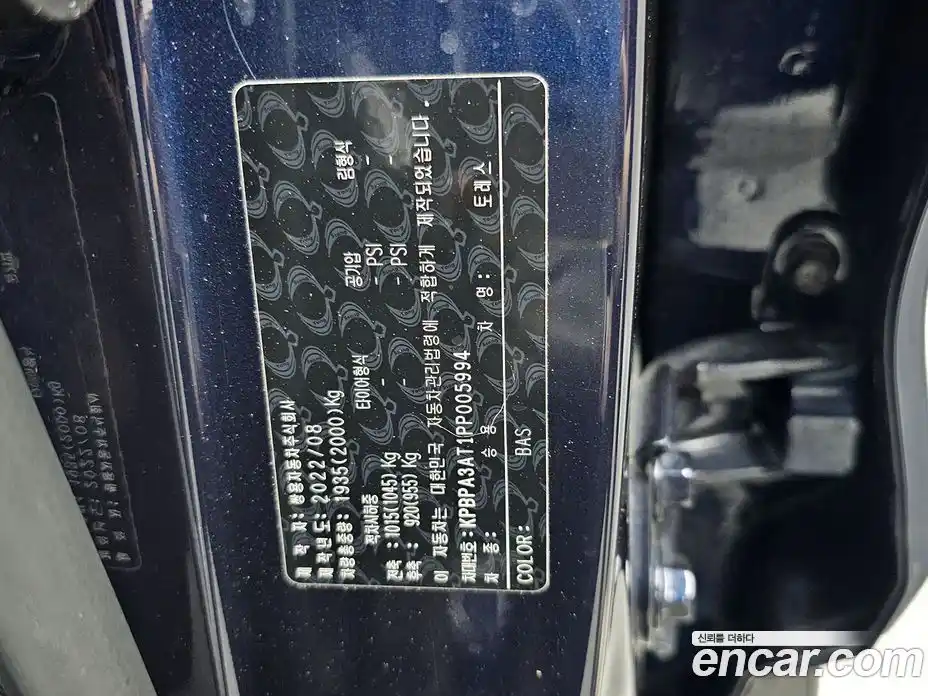 제 작 자: 쌍용자동차주식회사
제작년도: 2022/08
차량총중량: 1935(2000)kg
적차시하중 타이어형식 공기압 림형식
전축: 1015(1045)kg - - PSI -
후축: 920(955) kg - - PSI -
이 자동차는 대한민국 자동차관리법령에 적합하게 제작되었습니다.
차대번호: KPBPA3AT1PP005994
차 종: 승 용 차 명: 토레스
COLOR: BAS
신뢰를 더하다
encar.com